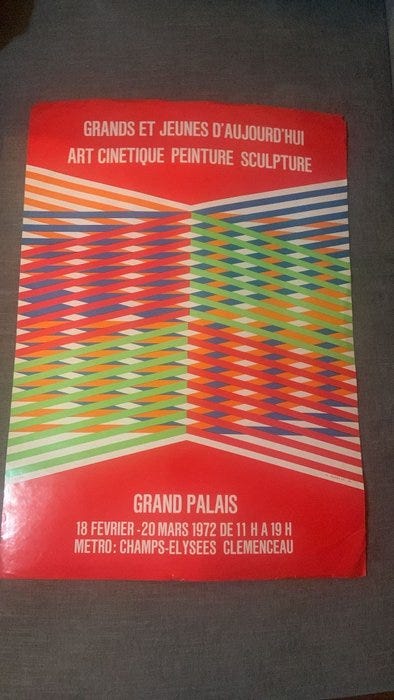 GRANDS ET JEUNES D'AUJOURD'HUI
ART CINETIQUE PEINTURE SCULPTURE
GRAND PALAIS
18 FEVRIER - 20 MARS 1972 DE 11 H A 19 H
METRO: CHAMPS-ELYSEES CLEMENCEAU